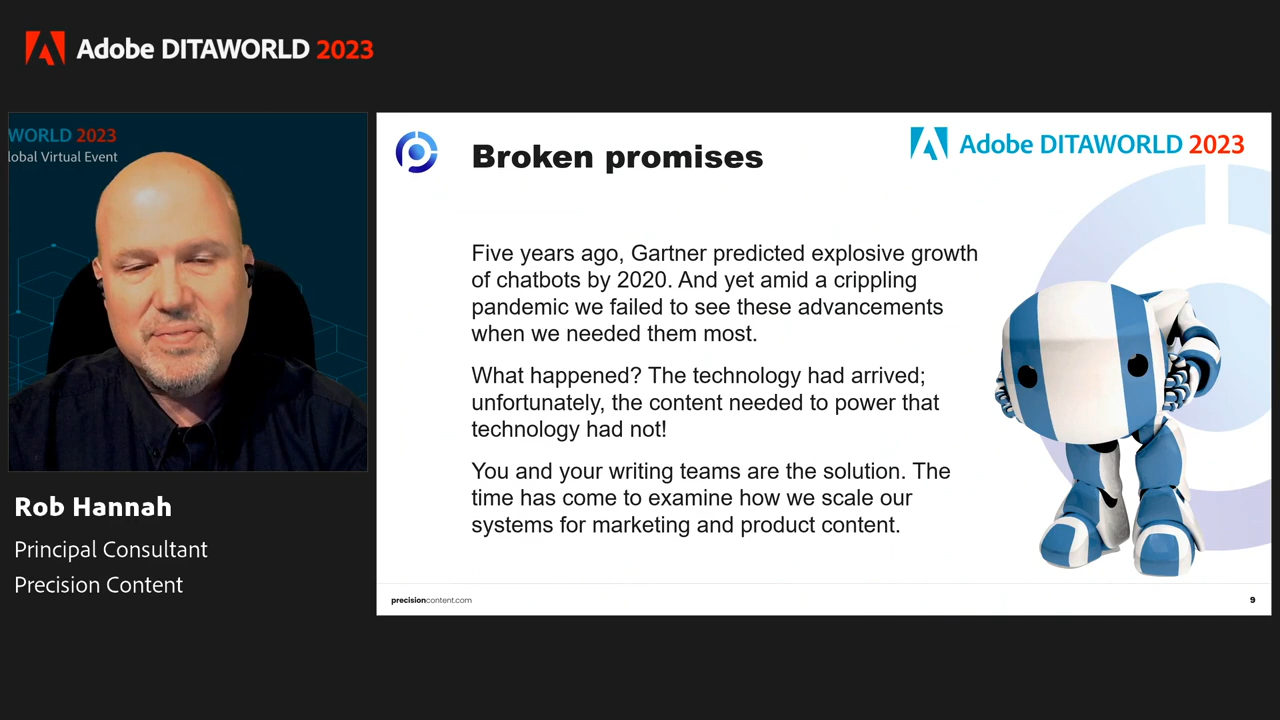 Adobe DITAWORLD 2023
WORLD 2023
lobal Virtual Event
Rob Hannah
Principal Consultant
Precision Content
Broken promises
Adobe DITAWORLD 2023
Five years ago, Gartner predicted explosive growth
of chatbots by 2020. And yet amid a crippling
pandemic we failed to see these advancements
when we needed them most.
What happened? The technology had arrived;
unfortunately, the content needed to power that
technology had not!
You and your writing teams are the solution. The
time has come to examine how we scale our
systems for marketing and product content.
precisioncontent.com
9